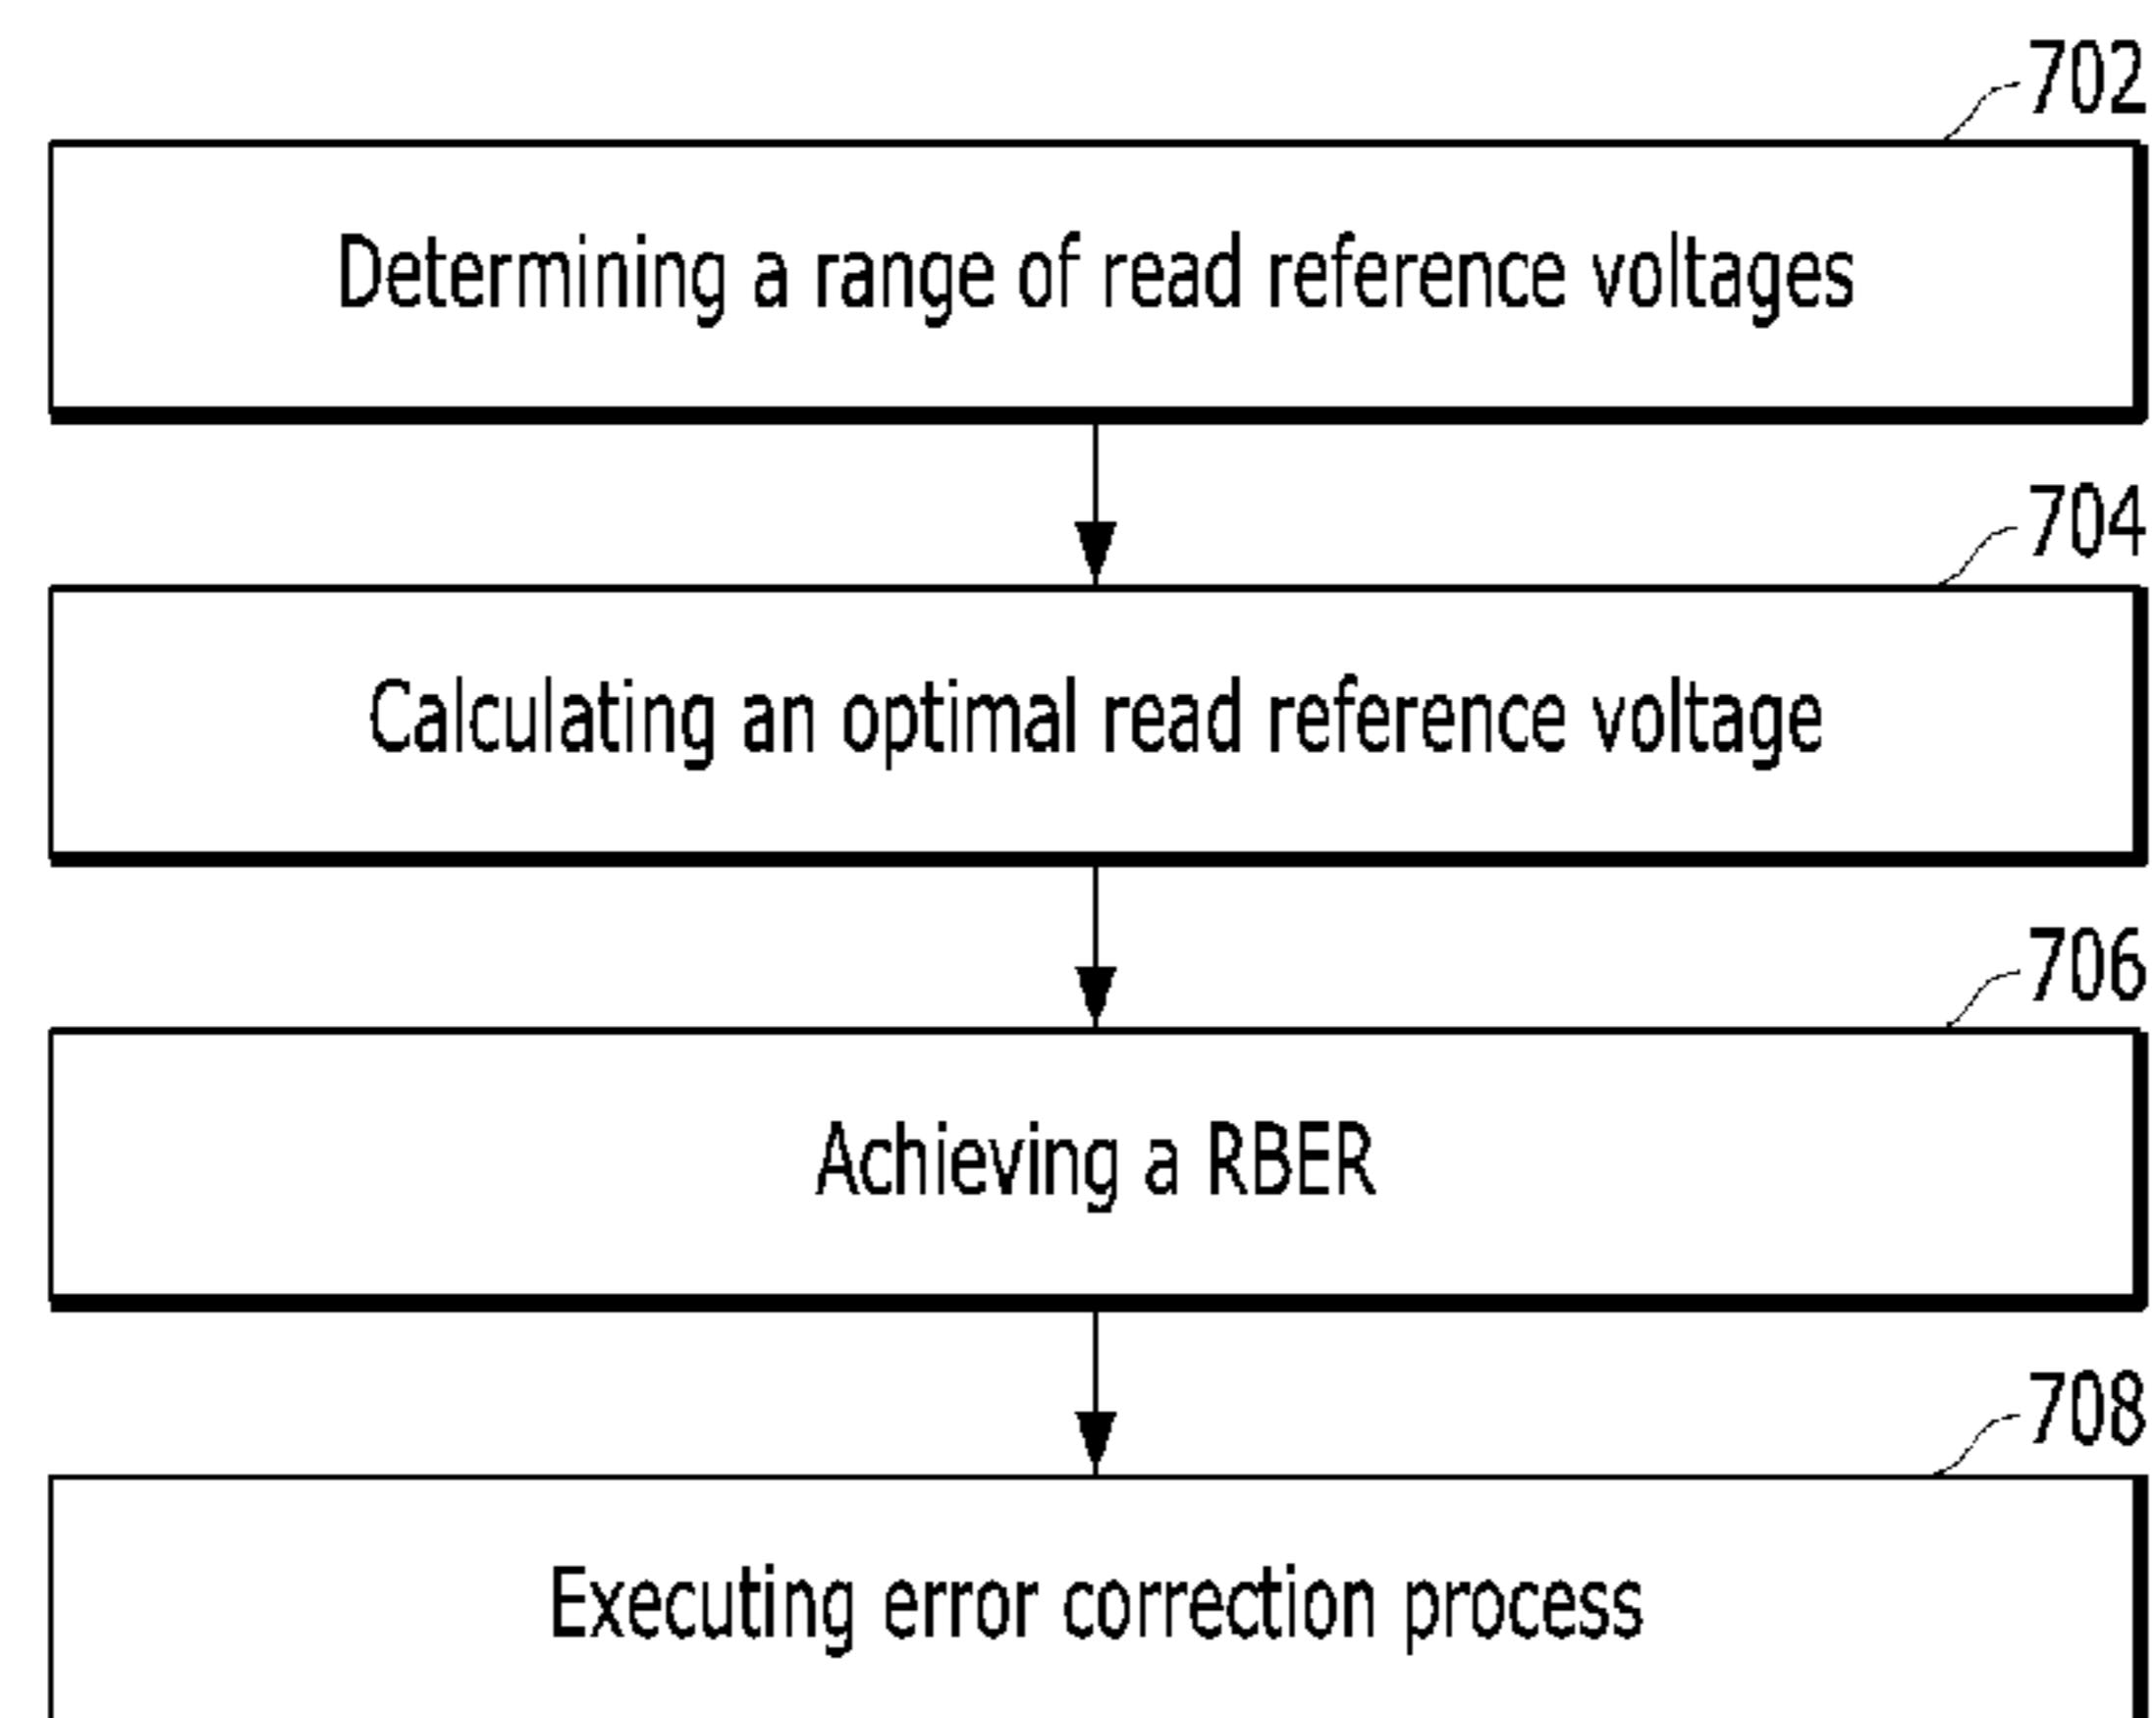 702
Determining a range of read reference voltages
704
Calculating an optimal read reference voltage
706
Achieving a RBER
708
Executing error correction process